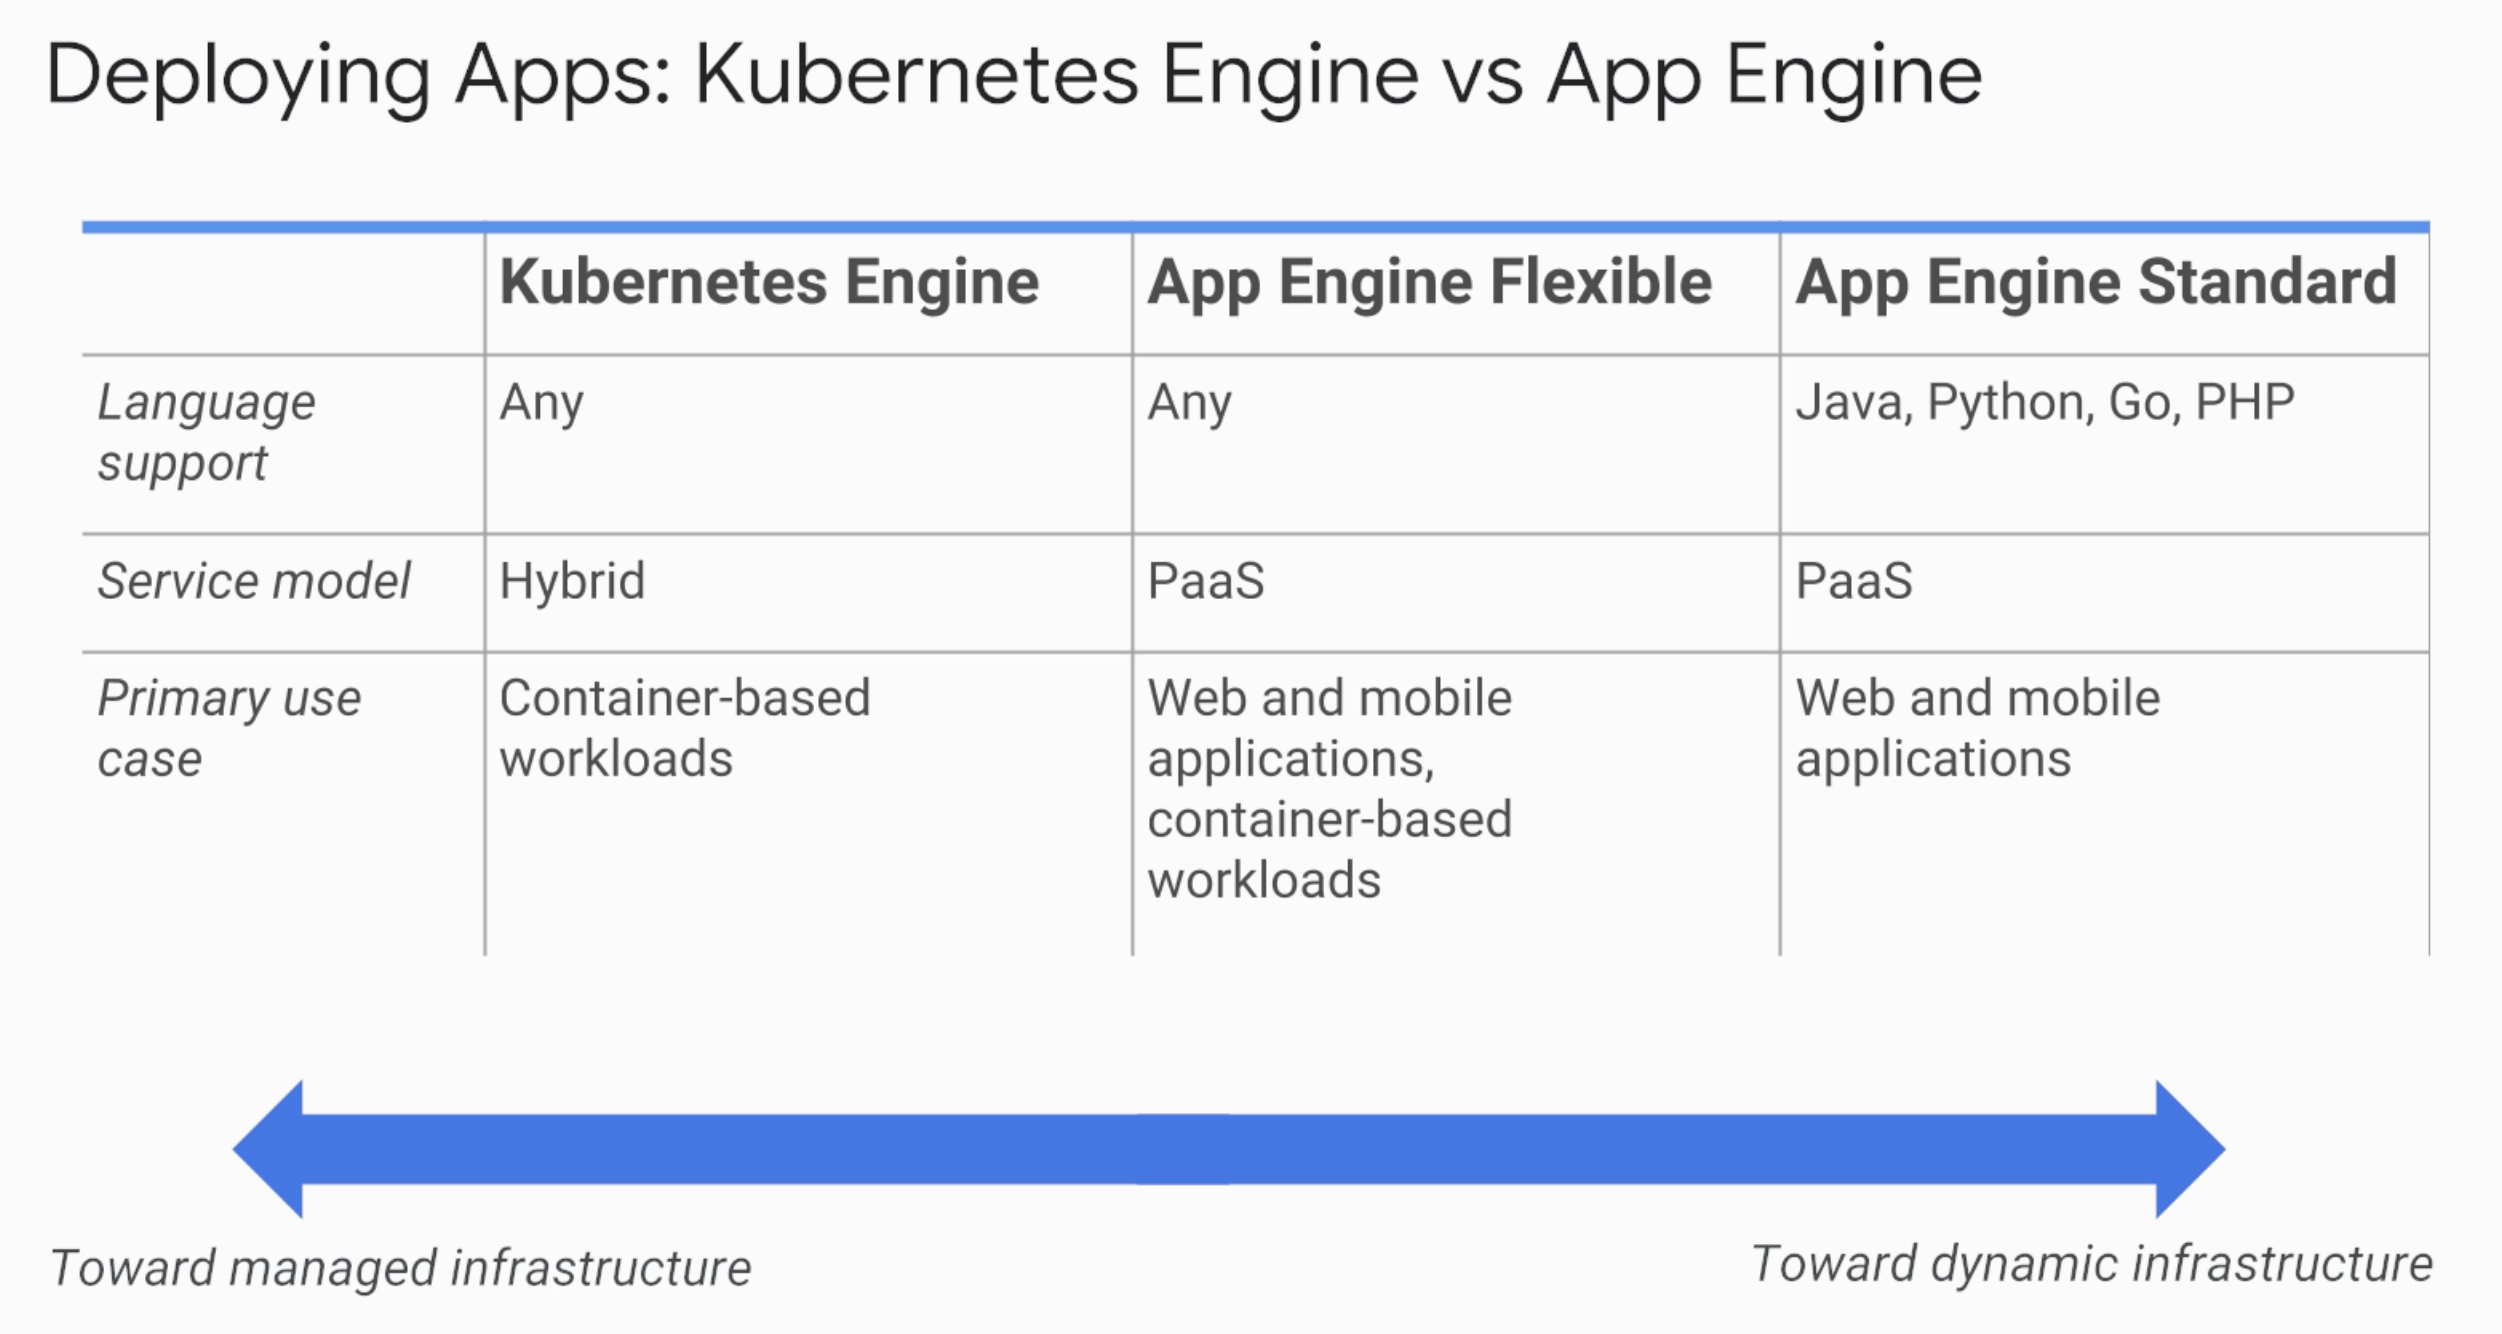 Deploying Apps: Kubernetes Engine vs App Engine
Kubernetes Engine
App Engine Flexible
App Engine Standard
Language
support
Any
Any
Java, Python, Go, PHP
Service model
Hybrid
PaaS
PaaS
Primary use
case
Container-based
workloads
Web and mobile
applications,
container-based
workloads
Web and mobile
applications
Toward managed infrastructure
Toward dynamic infrastructure